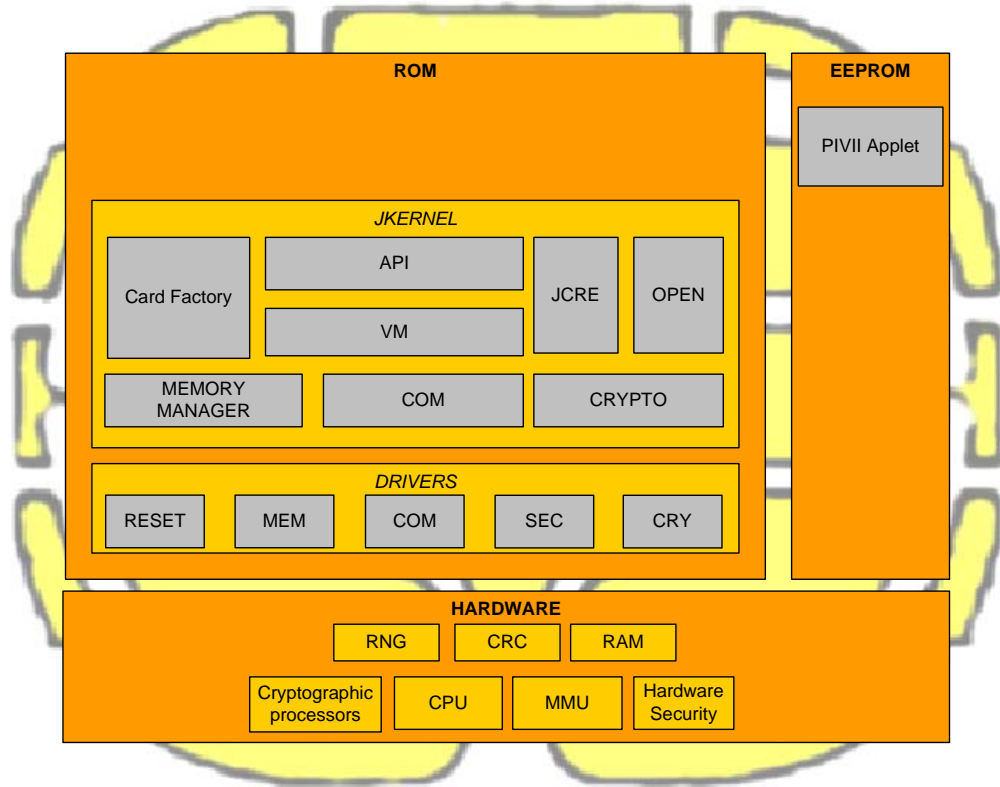 ROM
EEPROM
PIVII Applet
JKERNEL
Card Factory
API
VM
JCRE
OPEN
MEMORY
MANAGER
COM
CRYPTO
DRIVERS
RESET
MEM
COM
SEC
CRY
HARDWARE
RNG
CRC
RAM
Cryptographic
processors
CPU
MMU
Hardware
Security